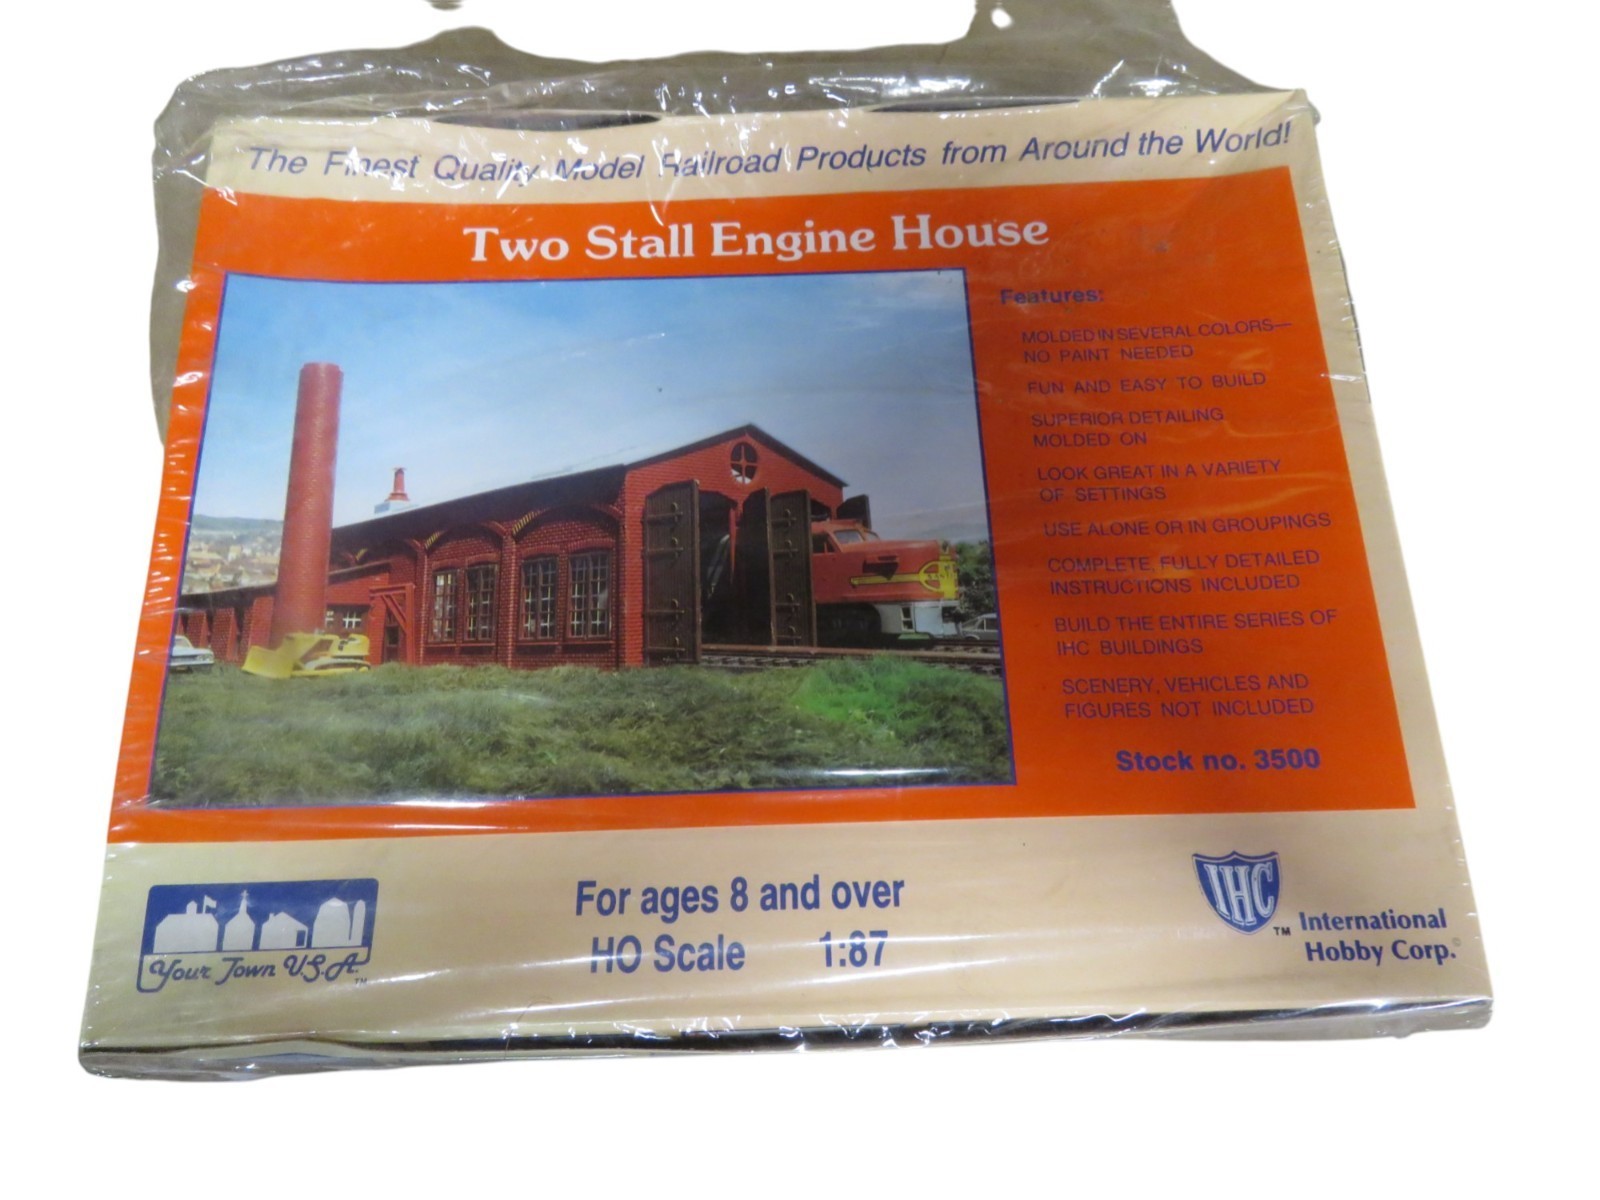 The Finest Quality Model Railroad Products from Around the World!
Two Stall Engine House
Features:
MOLDED IN SEVERAL COLORS—
NO PAINT NEEDED
FUN AND EASY TO BUILD
SUPERIOR DETAILING
MOLDED ON
LOOK GREAT IN A VARIETY
OF SETTINGS
USE ALONE OR IN GROUPINGS
COMPLETE, FULLY DETAILED
INSTRUCTIONS INCLUDED
BUILD THE ENTIRE SERIES OF
IHC BUILDINGS
SCENERY, VEHICLES AND
FIGURES NOT INCLUDED
Stock no. 3500
Your Town U.S.A.™
For ages 8 and over
HO Scale 1:87
IHC™
International
Hobby Corp.©